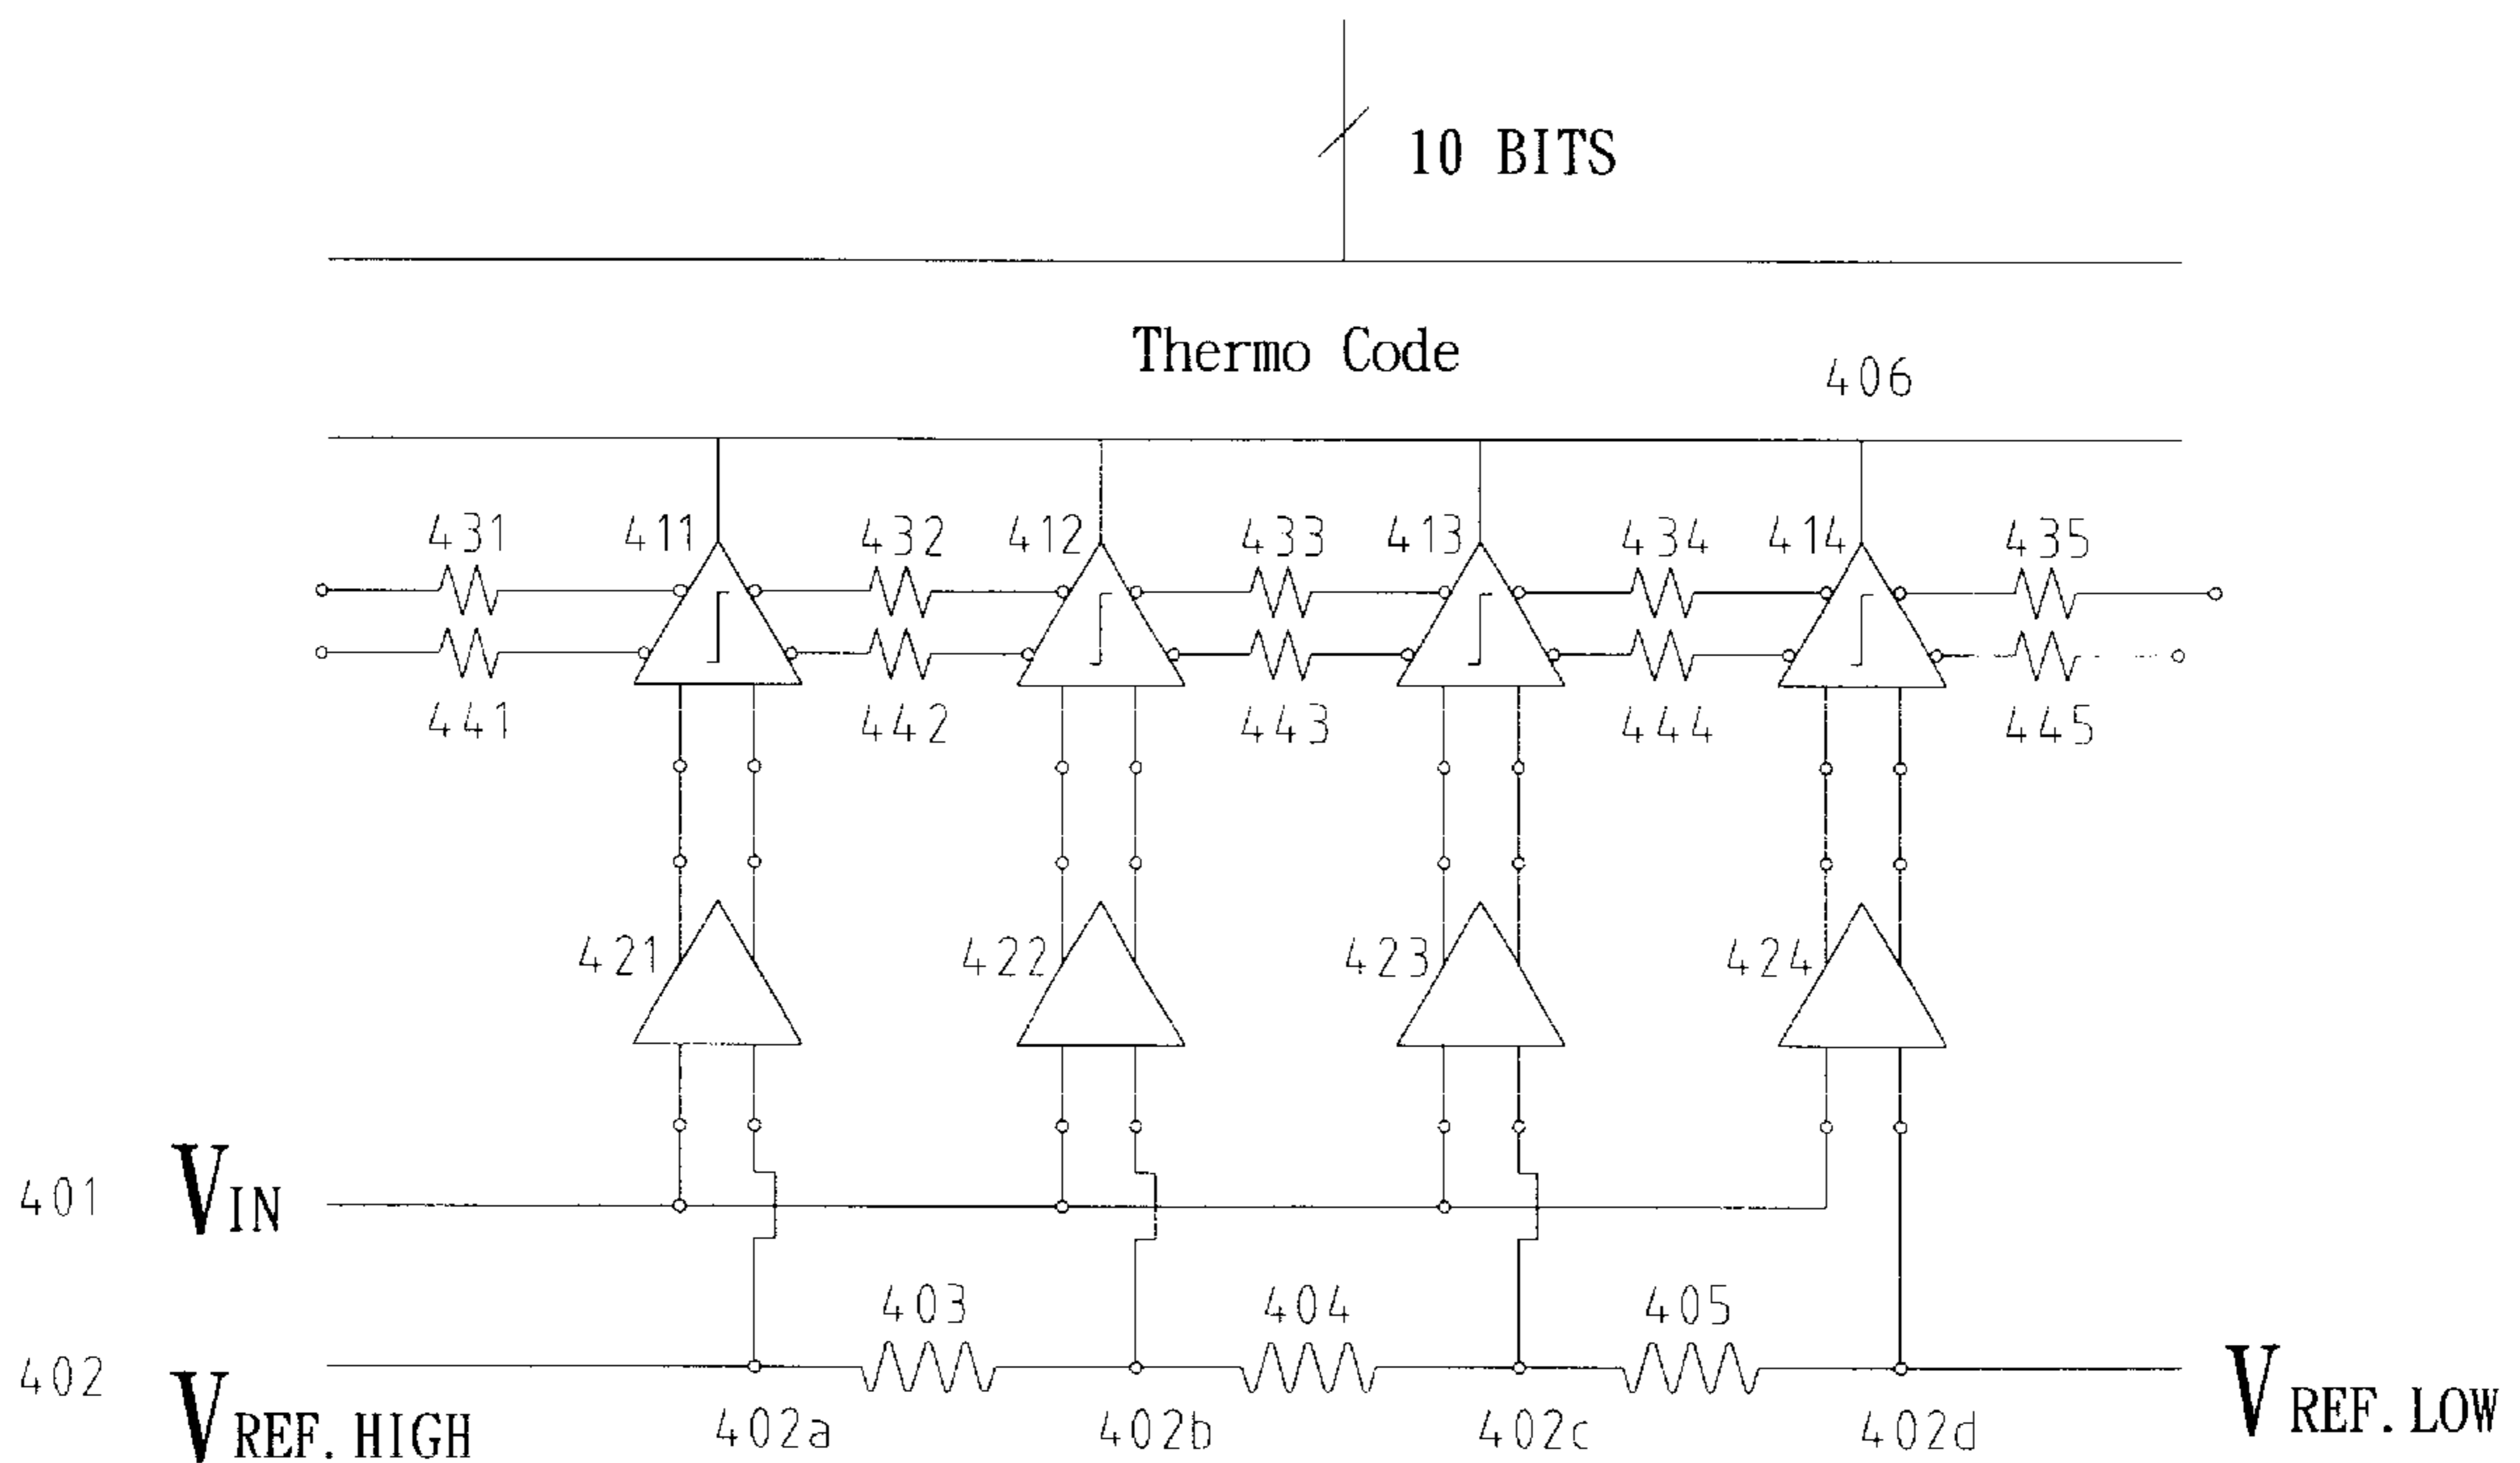 10 BITS
Thermo Code
406
431 411 432 412 433 413 434 414 435
441 442 443 444 445
421 422 423 424
401 VIN
403 404 405
402 VREF.HIGH VREF.LOW
402a 402b 402c 402d